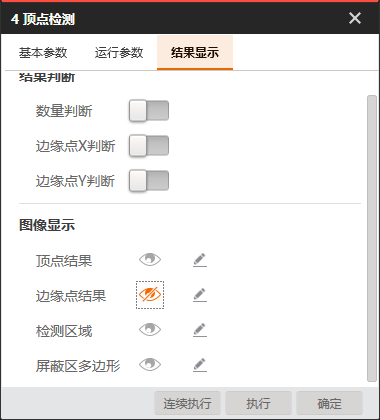 4 顶点检测
基本参数 运行参数 结果显示
结果判断
数量判断
边缘点X判断
边缘点Y判断
图像显示
顶点结果
边缘点结果
检测区域
屏蔽区多边形
连续执行 执行 确定